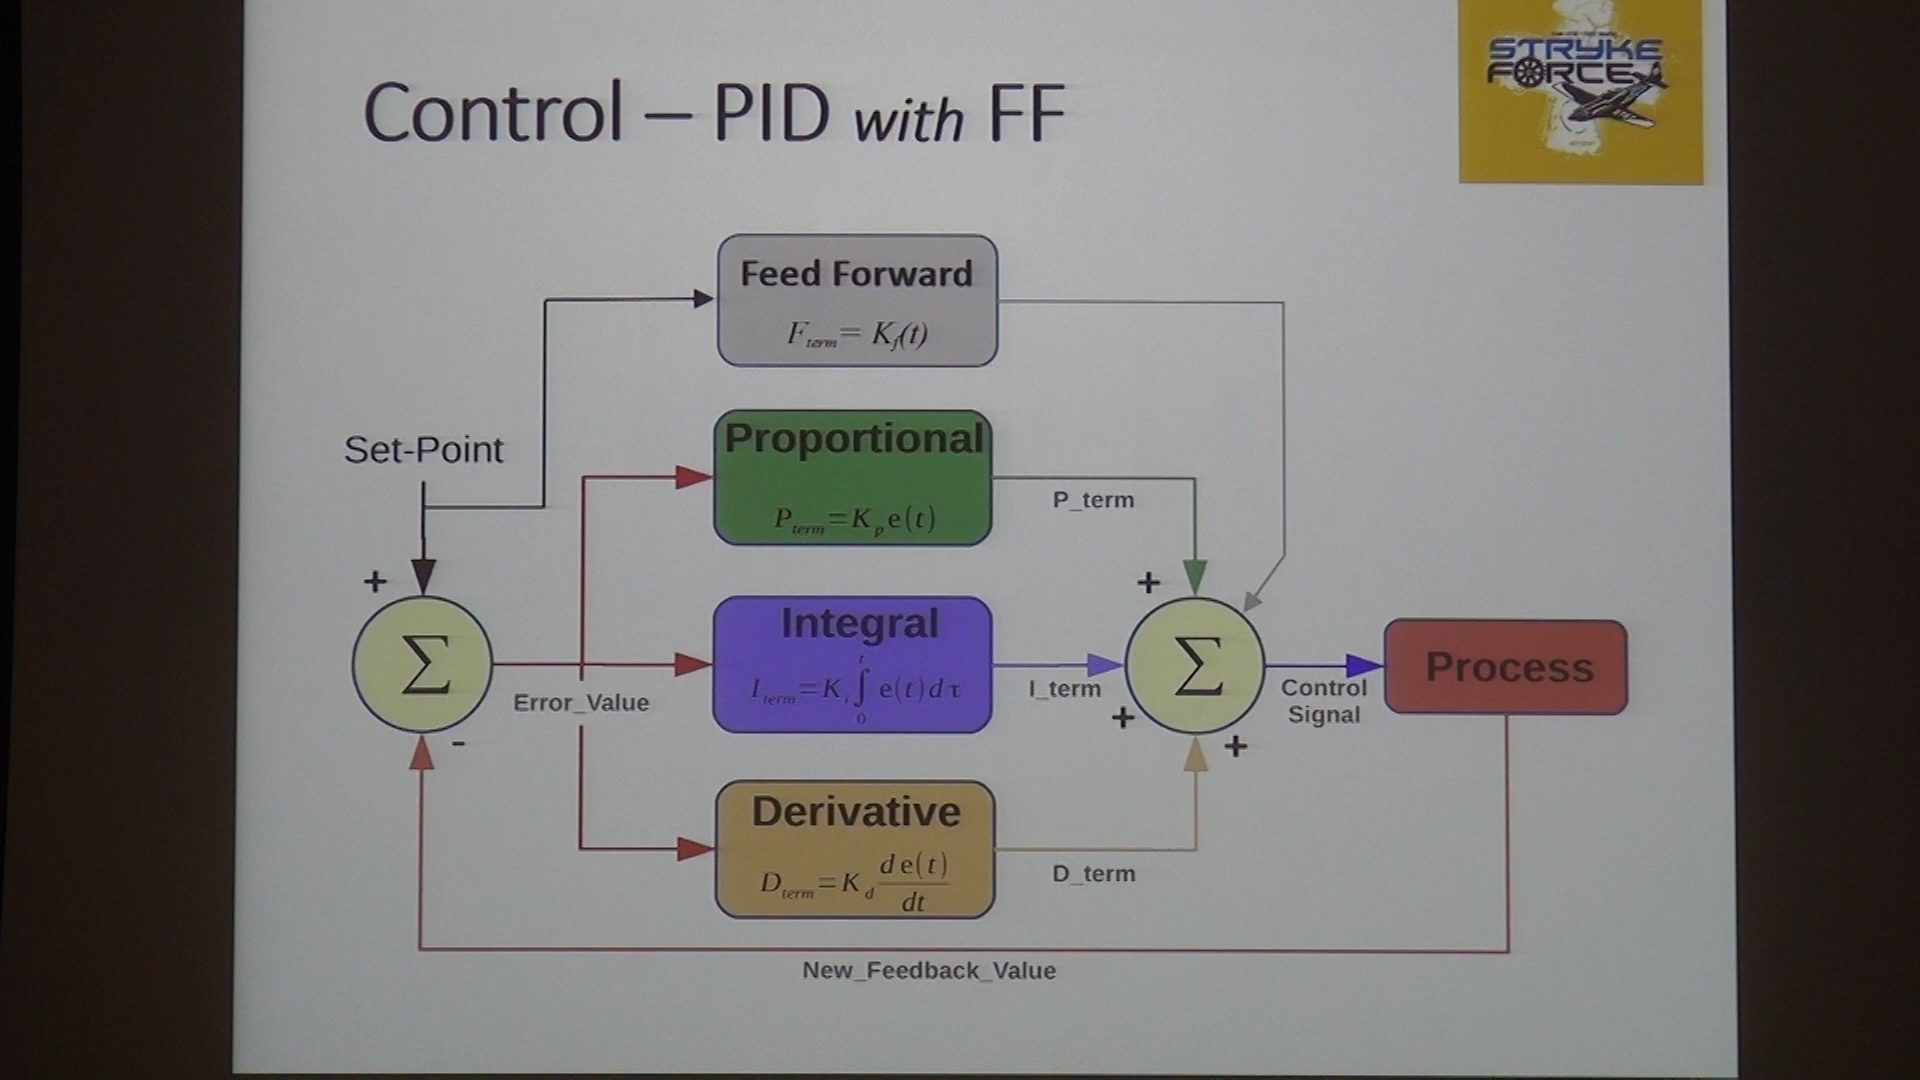 Control – PID with FF
STRYKE
FORCE
Feed Forward
F_term = K_f(t)
Set-Point
Proportional
P_term=K_p e(t)
P_term
+
+
Σ
Error_Value
Integral
I_term=K_i ∫_0^t e(t)dτ
I_term
+
Σ
Control
Signal
Process
-
+
Derivative
D_term=K_d de(t)/dt
D_term
New_Feedback_Value